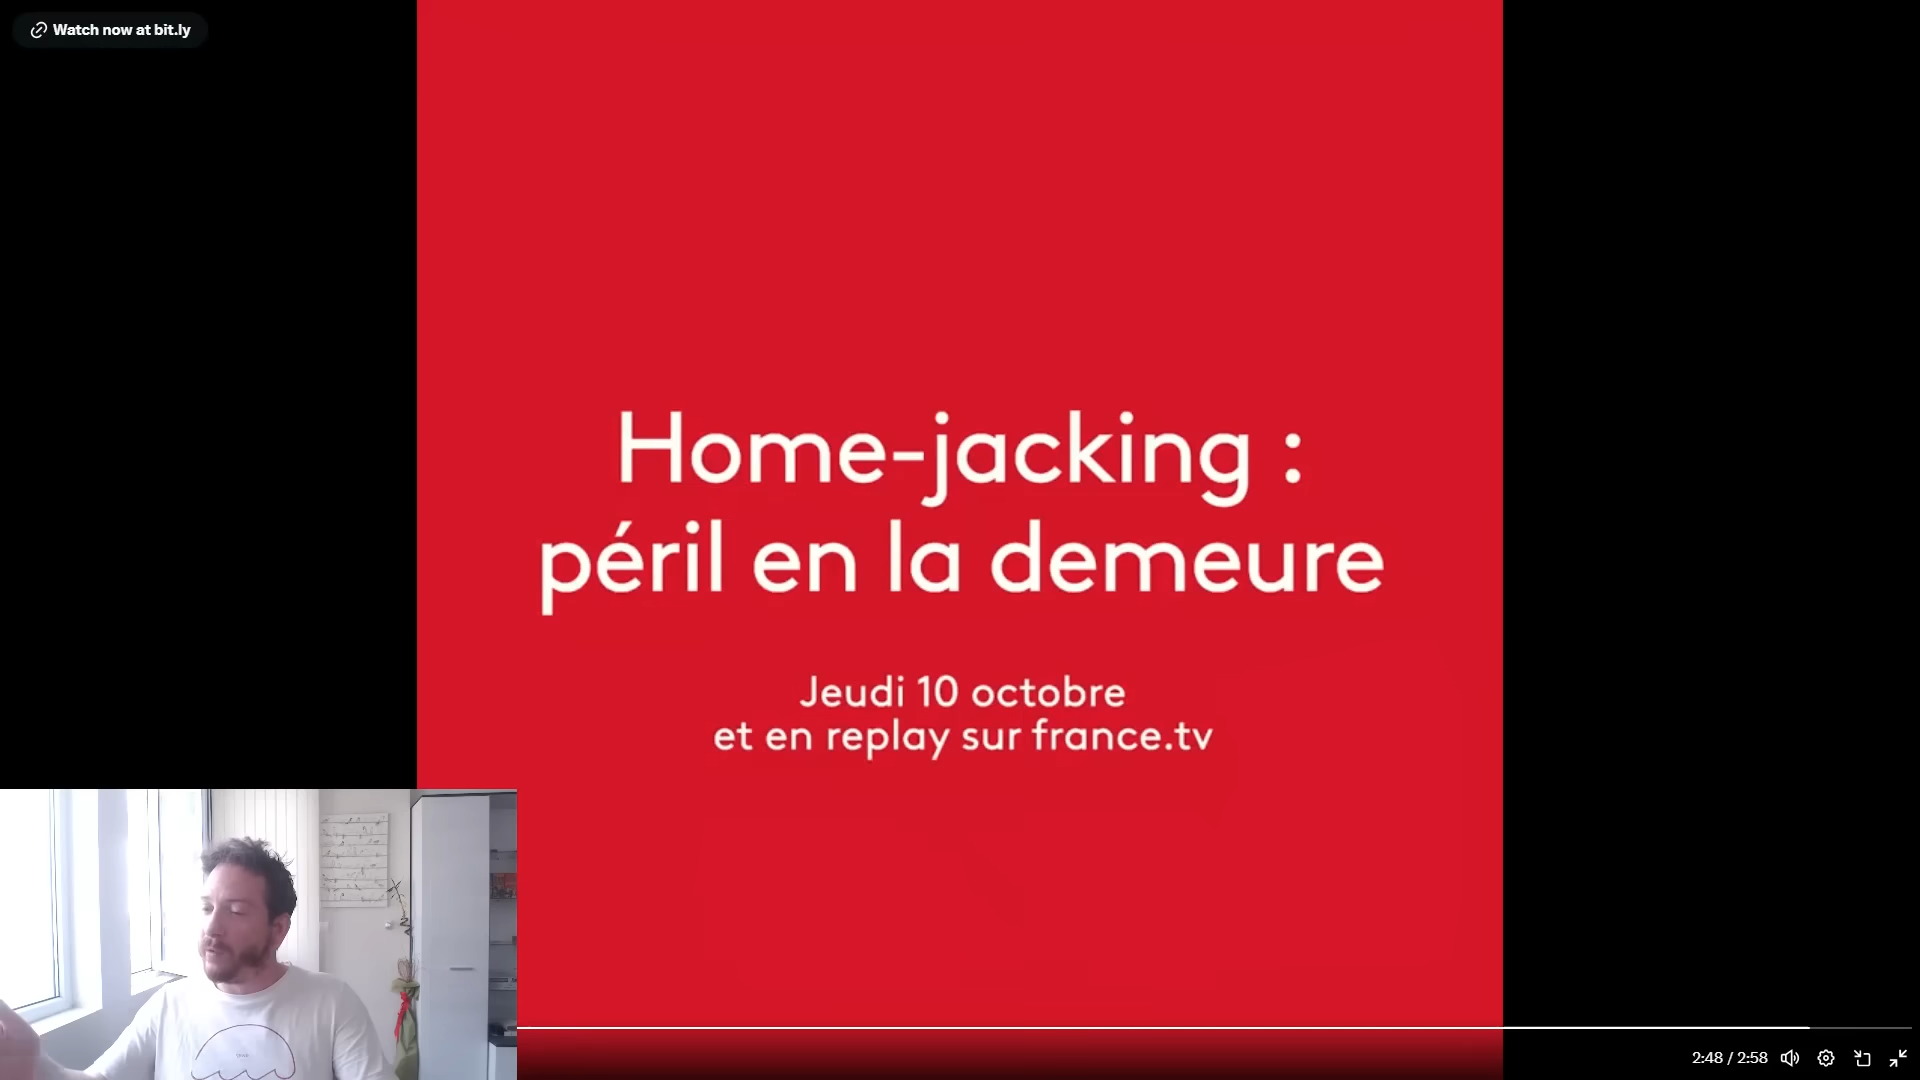 Watch now at bit.ly
Home-jacking :
péril en la demeure
Jeudi 10 octobre
et en replay sur france.tv
2:48 / 2:58